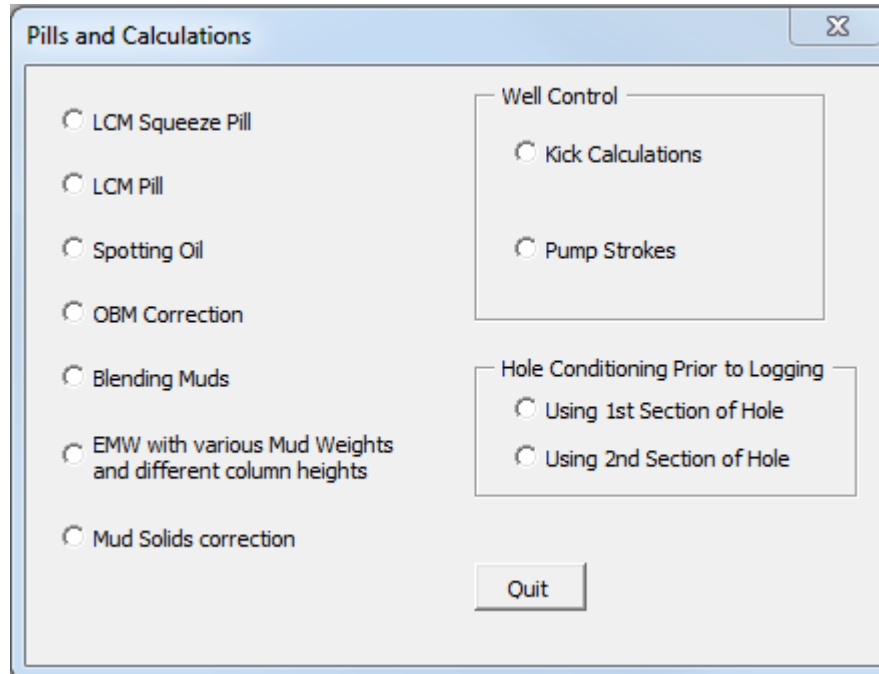 Pills and Calculations
LCM Squeeze Pill
LCM Pill
Spotting Oil
OBM Correction
Blending Muds
EMW with various Mud Weights
and different column heights
Mud Solids correction
Well Control
Kick Calculations
Pump Strokes
Hole Conditioning Prior to Logging
Using 1st Section of Hole
Using 2nd Section of Hole
Quit